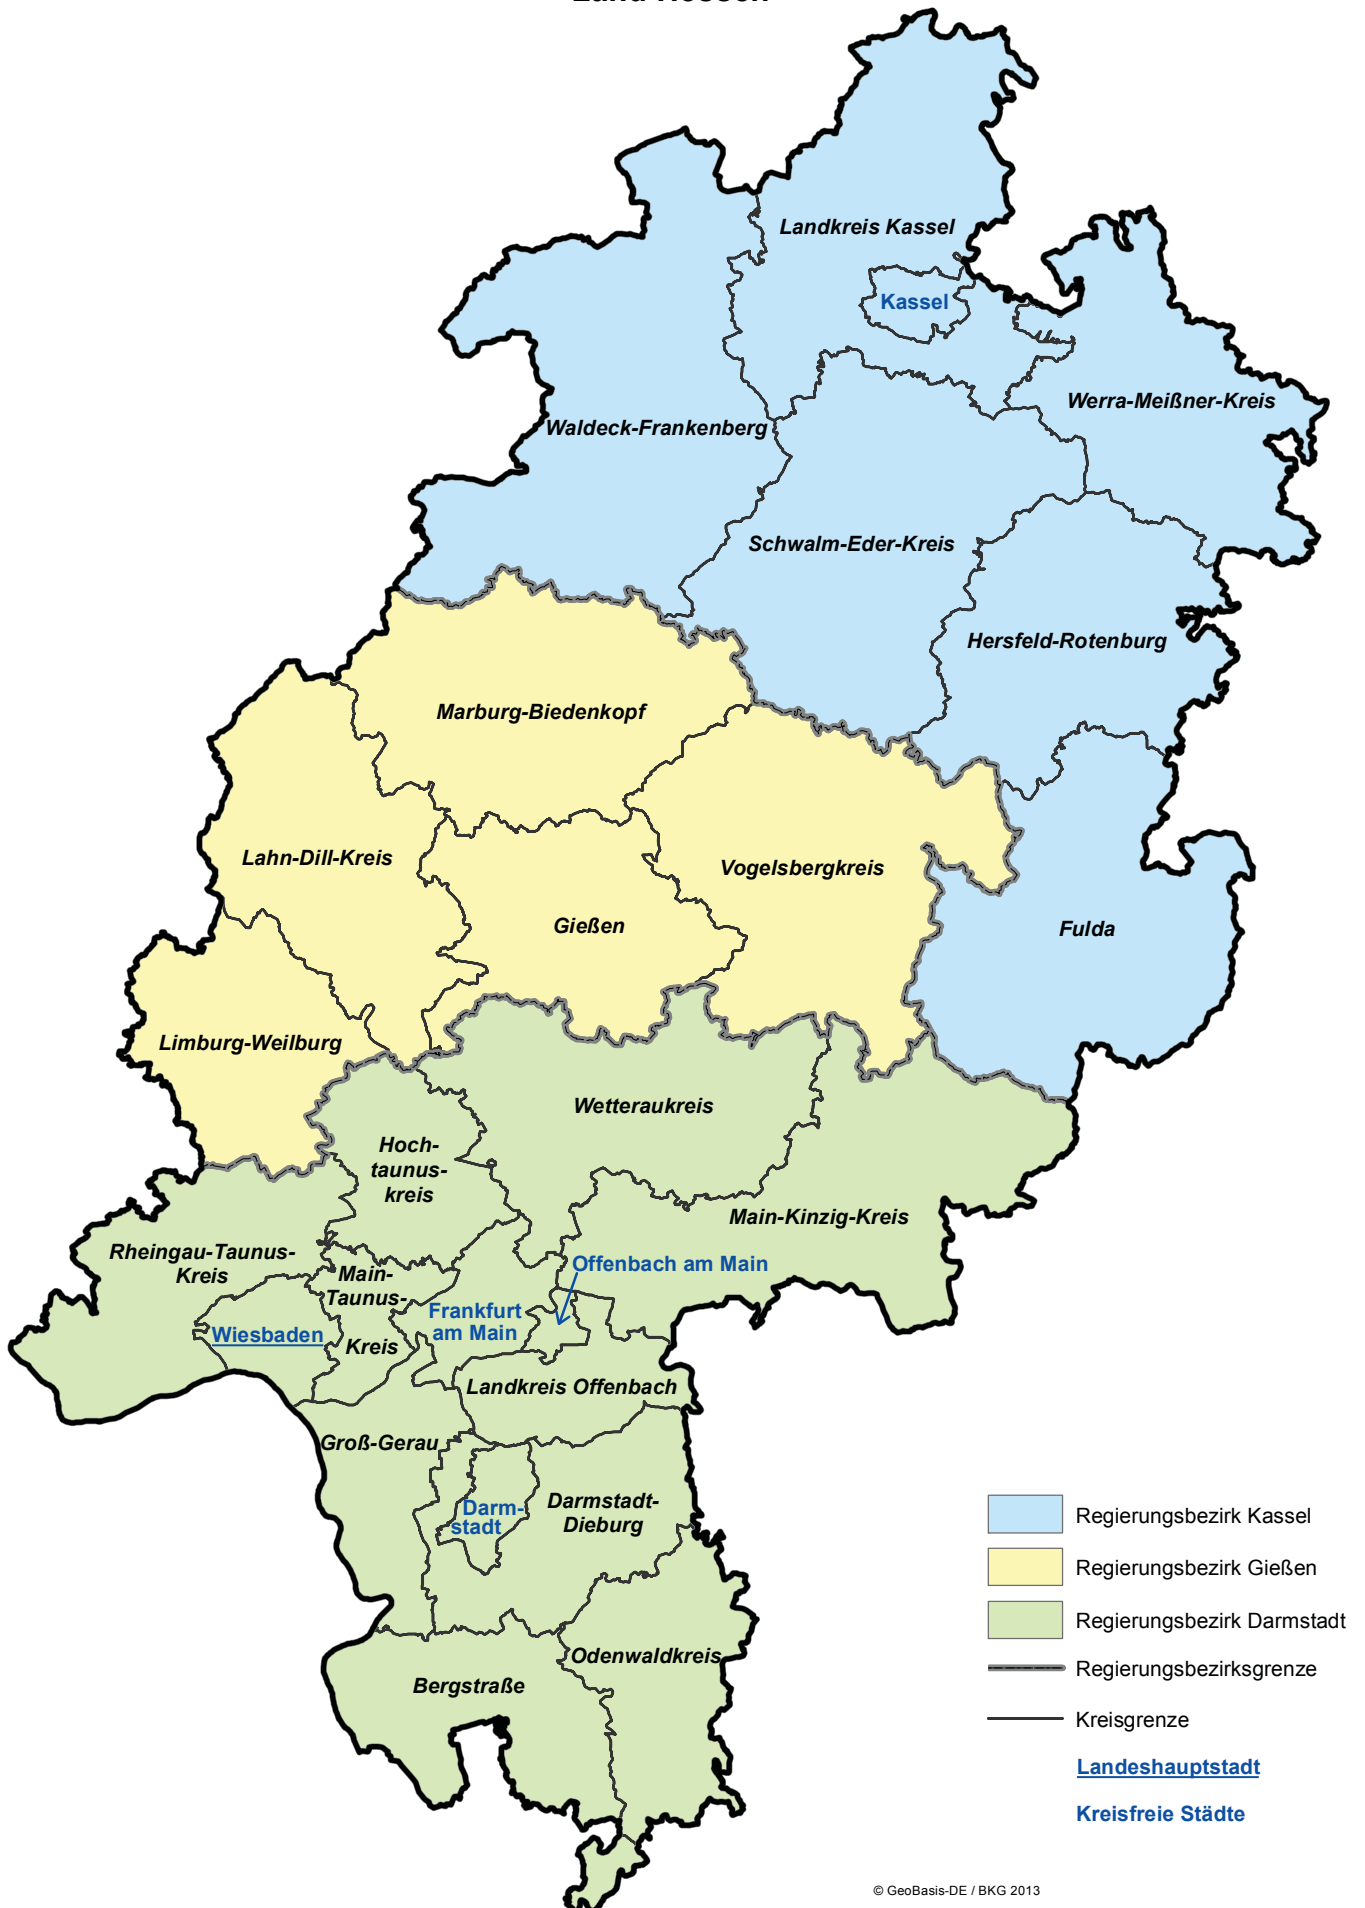 Land Hessen
Landkreis Kassel
Kassel
Werra-Meißner-Kreis
Waldeck-Frankenberg
Schwalm-Eder-Kreis
Hersfeld-Rotenburg
Marburg-Biedenkopf
Lahn-Dill-Kreis
Vogelsbergkreis
Gießen
Fulda
Limburg-Weilburg
Wetteraukreis
Hoch-
taunus-
kreis
Main-Kinzig-Kreis
Rheingau-Taunus-
Kreis
Main-
Taunus-
Kreis
Offenbach am Main
Frankfurt
am Main
Wiesbaden
Landkreis Offenbach
Groß-Gerau
Darm-
stadt
Darmstadt-
Dieburg
Odenwaldkreis
Bergstraße
Regierungsbezirk Kassel
Regierungsbezirk Gießen
Regierungsbezirk Darmstadt
Regierungsbezirksgrenze
Kreisgrenze
Landeshauptstadt
Kreisfreie Städte
© GeoBasis-DE / BKG 2013